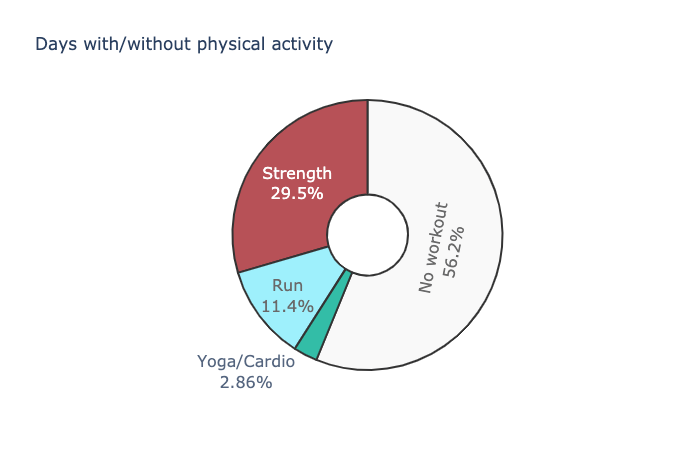 Days with/without physical activity
Strength
29.5%
No workout
56.2%
Run
11.4%
Yoga/Cardio
2.86%